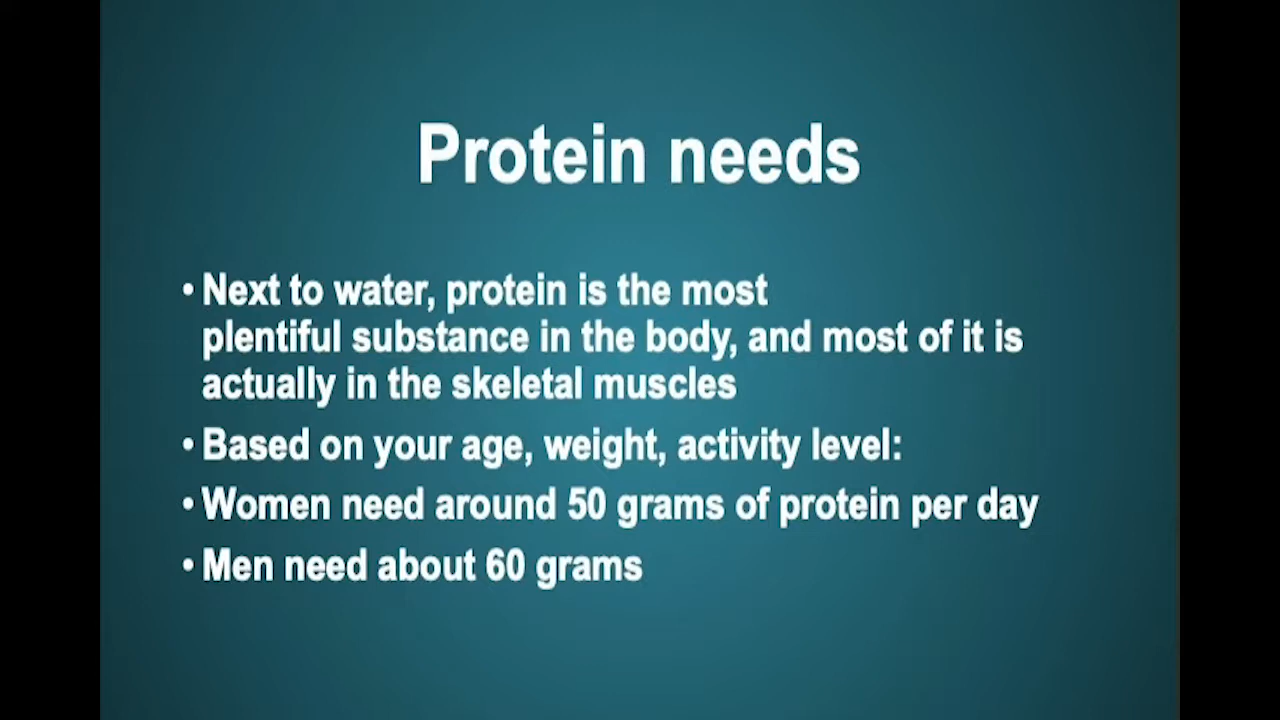 Protein needs
• Next to water, protein is the most
plentiful substance in the body, and most of it is
actually in the skeletal muscles
• Based on your age, weight, activity level:
• Women need around 50 grams of protein per day
• Men need about 60 grams